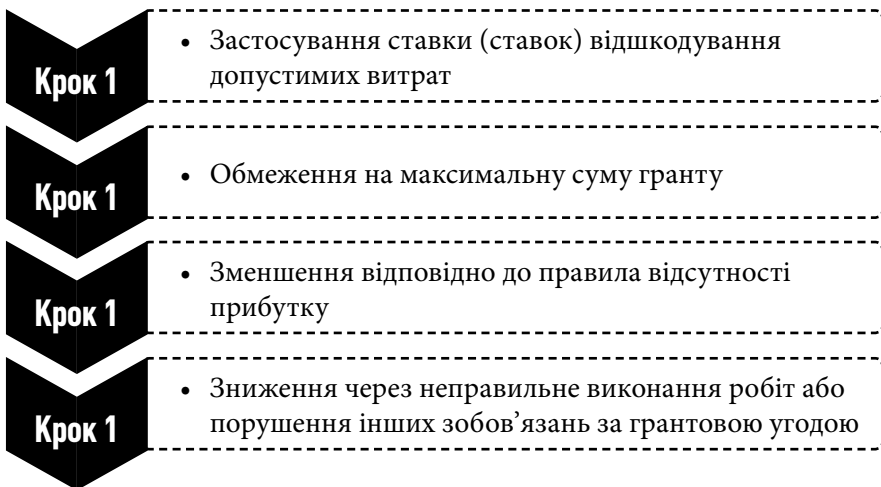 Крок 1
• Застосування ставки (ставок) відшкодування
допустимих витрат
Крок 1
• Обмеження на максимальну суму гранту
Крок 1
• Зменшення відповідно до правила відсутності
прибутку
Крок 1
• Зниження через неправильне виконання робіт або
порушення інших зобов’язань за грантовою угодою